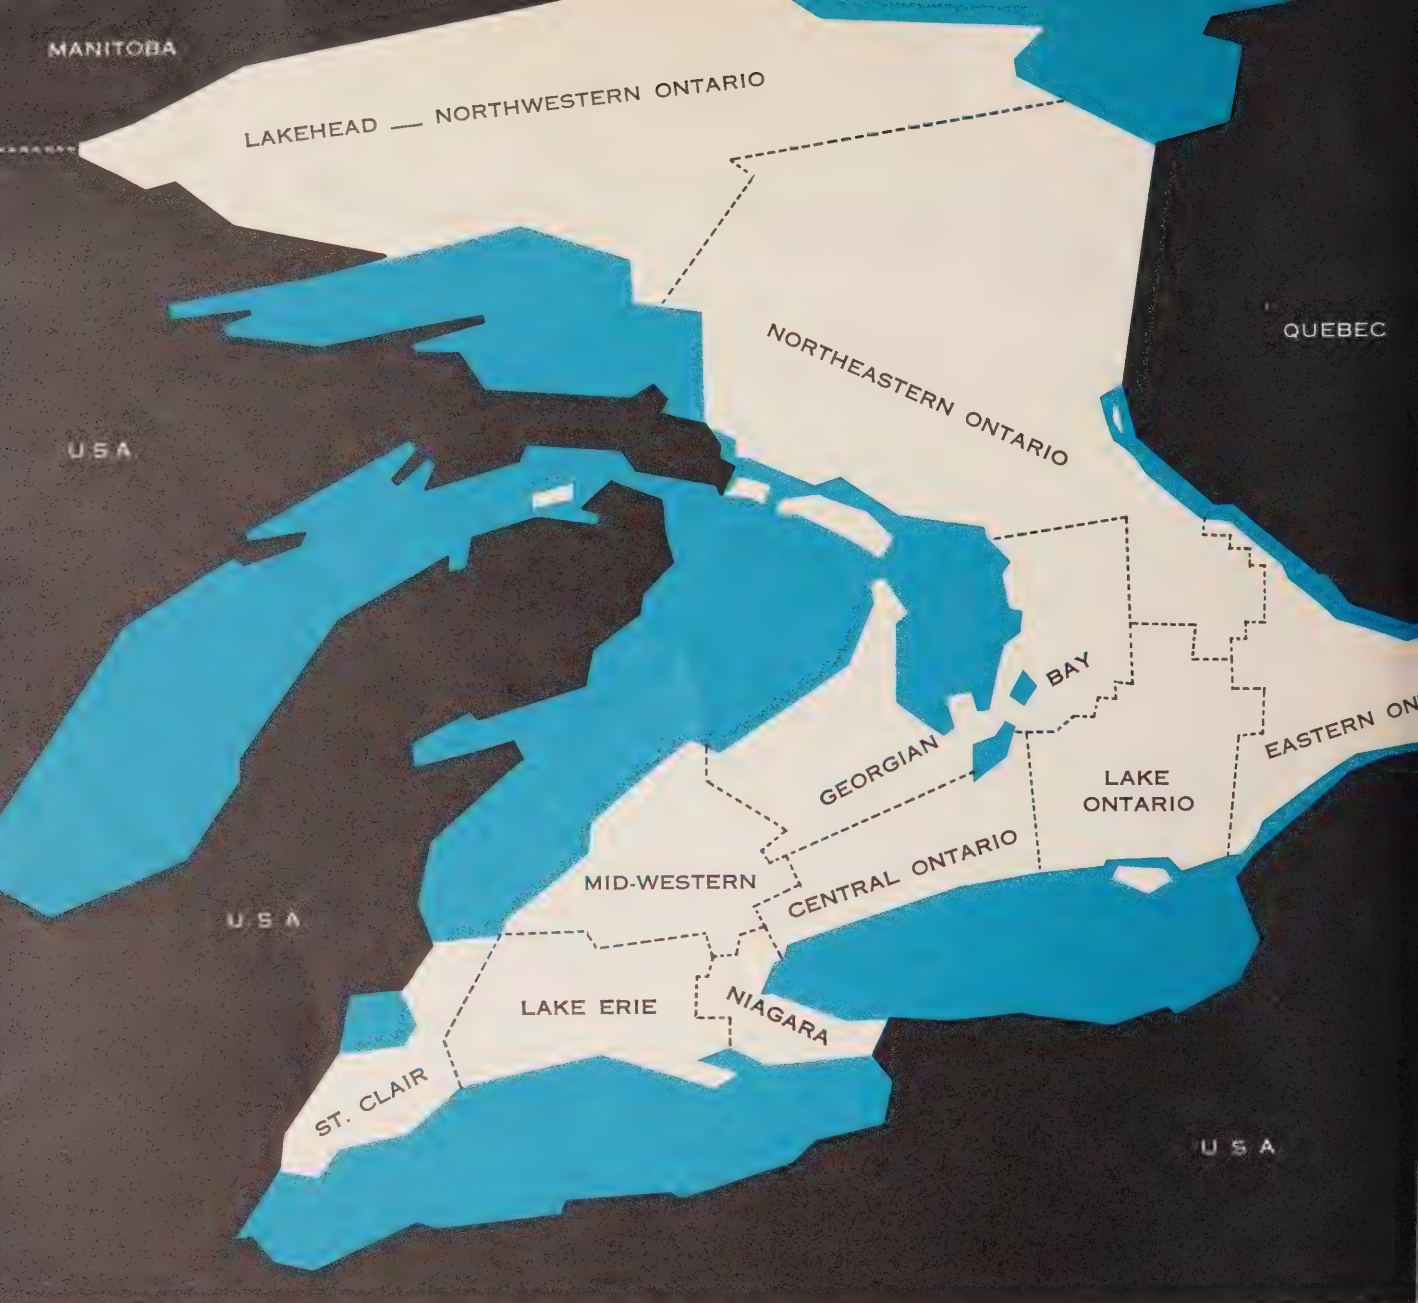 MANITOBA
LAKEHEAD — NORTHWESTERN ONTARIO
QUEBEC
NORTHEASTERN ONTARIO
U S A
GEORGIAN BAY
EASTERN ON
LAKE
ONTARIO
MID-WESTERN
CENTRAL ONTARIO
U S A
LAKE ERIE
NIAGARA
ST. CLAIR
U S A